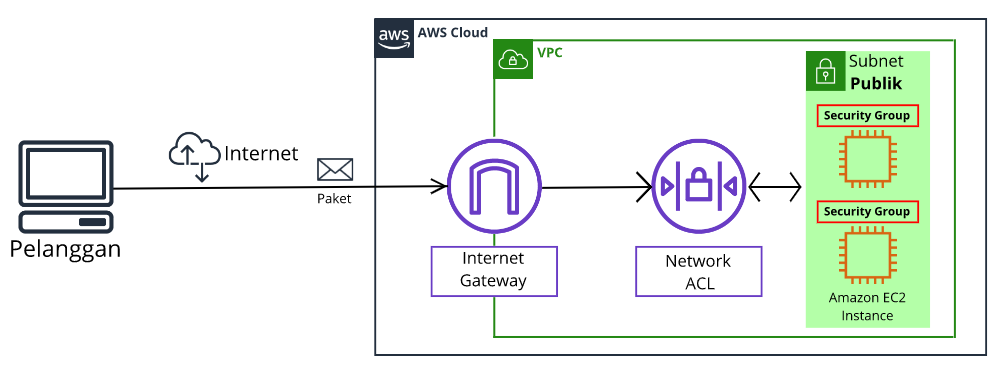 aws
AWS Cloud
VPC
Subnet
Publik
Security Group
Internet
Paket
Pelanggan
Internet
Gateway
Network
ACL
Security Group
Amazon EC2
Instance